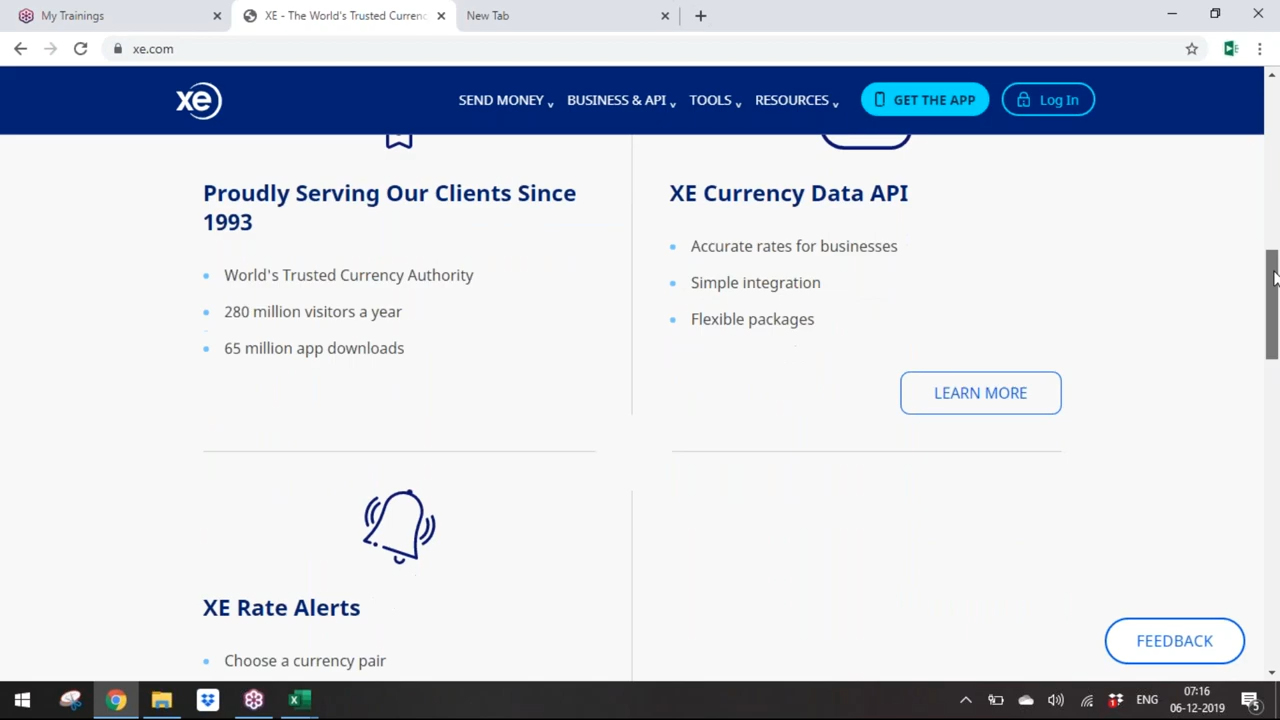 My Trainings
XE - The World's Trusted Currenc
New Tab
xe.com
xe
SEND MONEY
BUSINESS & API
TOOLS
RESOURCES
GET THE APP
Log In
Proudly Serving Our Clients Since
1993
World's Trusted Currency Authority
280 million visitors a year
65 million app downloads
XE Currency Data API
Accurate rates for businesses
Simple integration
Flexible packages
LEARN MORE
XE Rate Alerts
Choose a currency pair
FEEDBACK
ENG
07:16
06-12-2019
5